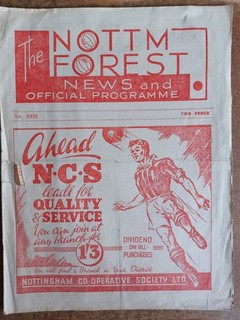 The
NOTTM
FOREST
NEWS and
OFFICIAL PROGRAMME
TWO PENCE
Ahead
N·C·S
leads for
QUALITY
& SERVICE
You can join at
any branch for
1'3
DIVIDEND
ON ALL
PURCHASES
You will find a Branch in Your District
NOTTINGHAM CO-OPERATIVE SOCIETY LTD.